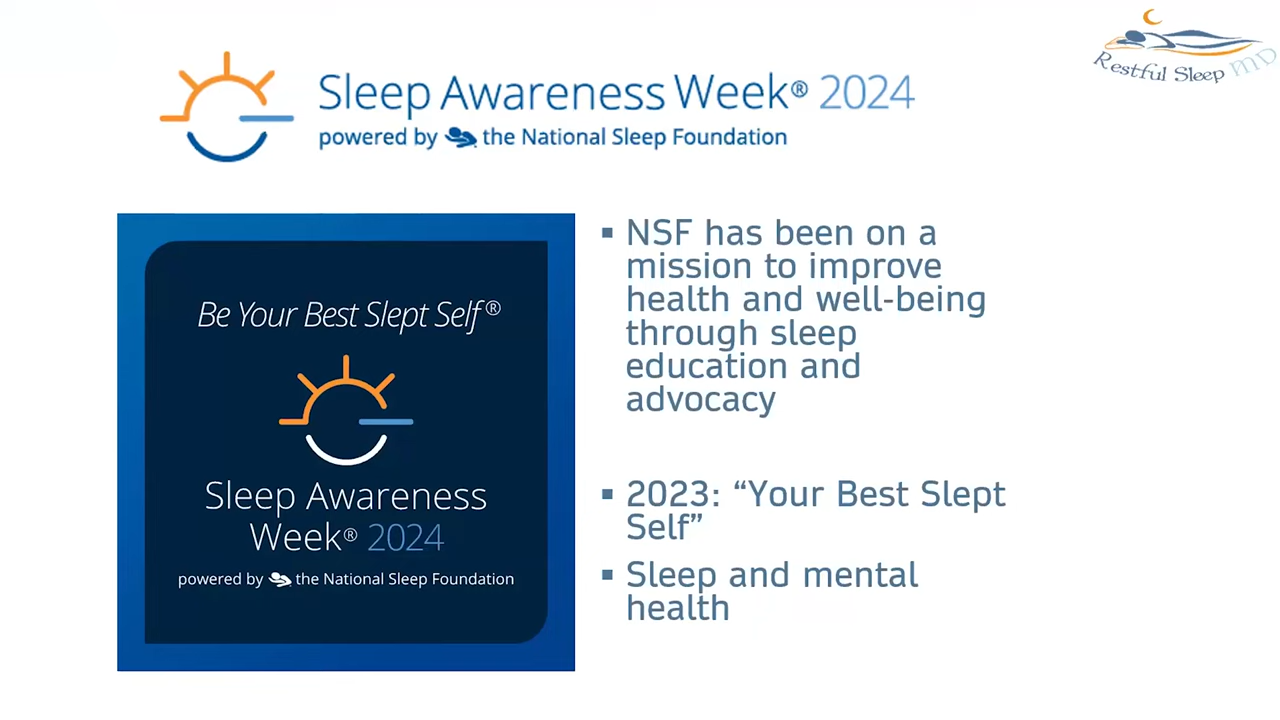 Restful Sleep MD
Sleep Awareness Week® 2024
powered by the National Sleep Foundation
Be Your Best Slept Self®
Sleep Awareness
Week® 2024
powered by the National Sleep Foundation
▪ NSF has been on a
mission to improve
health and well-being
through sleep
education and
advocacy
▪ 2023: “Your Best Slept
Self”
▪ Sleep and mental
health